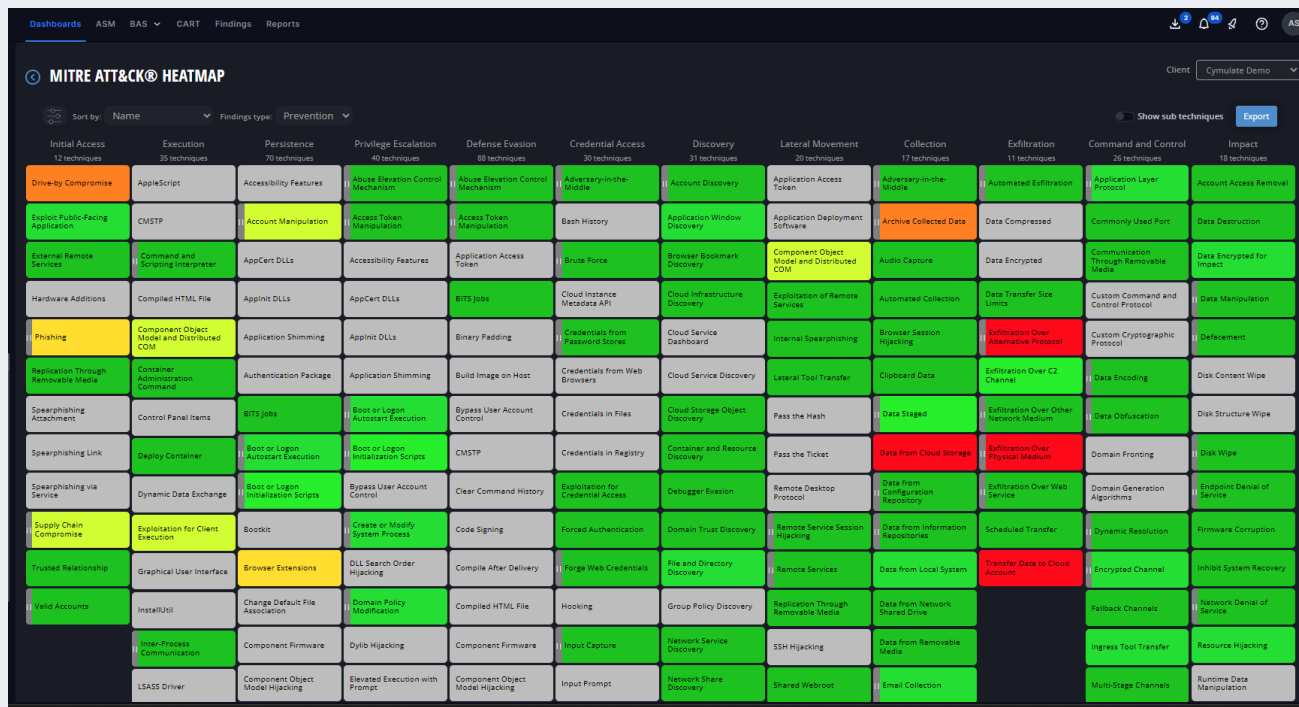 Dashboards ASM BAS CART Findings Reports 2 94 AS
MITRE ATT&CK® HEATMAP
Client Cymulate Demo
Sort by: Name Findings type: Prevention Show sub techniques Export
Initial Access
12 techniques
Drive-by Compromise
Exploit Public-Facing
Application
External Remote
Services
Hardware Additions
Phishing
Replication Through
Removable Media
Spearphishing
Attachment
Spearphishing Link
Spearphishing via
Service
Supply Chain
Compromise
Trusted Relationship
Valid Accounts
Execution
35 techniques
AppleScript
CMSTP
Command and
Scripting Interpreter
Compiled HTML File
Component Object
Model and Distributed
COM
Container
Administration
Command
Control Panel Items
Deploy Container
Dynamic Data Exchange
Exploitation for Client
Execution
Graphical User Interface
InstallUtil
Inter-Process
Communication
LSASS Driver
Persistence
70 techniques
Accessibility Features
Account Manipulation
AppCert DLLs
AppInit DLLs
Application Shimming
Authentication Package
BITS Jobs
Boot or Logon
Autostart Execution
Boot or Logon
Initialization Scripts
Bootkit
Browser Extensions
Change Default File
Association
Component Firmware
Component Object
Model Hijacking
Privilege Escalation
40 techniques
Abuse Elevation Control
Mechanism
Access Token
Manipulation
Accessibility Features
AppCert DLLs
AppInit DLLs
Application Shimming
Boot or Logon
Autostart Execution
Boot or Logon
Initialization Scripts
Bypass User Account
Control
Create or Modify
System Process
DLL Search Order
Hijacking
Domain Policy
Modification
Dylib Hijacking
Elevated Execution with
Prompt
Defense Evasion
88 techniques
Abuse Elevation Control
Mechanism
Access Token
Manipulation
Application Access
Token
BITS Jobs
Binary Padding
Build Image on Host
Bypass User Account
Control
CMSTP
Clear Command History
Code Signing
Compile After Delivery
Compiled HTML File
Component Firmware
Component Object
Model Hijacking
Credential Access
30 techniques
Adversary-in-the-
Middle
Bash History
Brute Force
Cloud Instance
Metadata API
Credentials from
Password Stores
Credentials from Web
Browsers
Credentials in Files
Credentials in Registry
Exploitation for
Credential Access
Forced Authentication
Forge Web Credentials
Hooking
Input Capture
Input Prompt
Discovery
31 techniques
Account Discovery
Application Window
Discovery
Browser Bookmark
Discovery
Cloud Infrastructure
Discovery
Cloud Service
Dashboard
Cloud Service Discovery
Cloud Storage Object
Discovery
Container and Resource
Discovery
Debugger Evasion
Domain Trust Discovery
File and Directory
Discovery
Group Policy Discovery
Network Service
Discovery
Network Share
Discovery
Lateral Movement
20 techniques
Application Access
Token
Application Deployment
Software
Component Object
Model and Distributed
COM
Exploitation of Remote
Services
Internal Spearphishing
Lateral Tool Transfer
Pass the Hash
Pass the Ticket
Remote Desktop
Protocol
Remote Service Session
Hijacking
Remote Services
Replication Through
Removable Media
SSH Hijacking
Shared Webroot
Collection
17 techniques
Adversary-in-the-
Middle
Archive Collected Data
Audio Capture
Automated Collection
Browser Session
Hijacking
Clipboard Data
Data Staged
Data from Cloud Storage
Data from
Configuration
Repository
Data from Information
Repositories
Data from Local System
Data from Network
Shared Drive
Data from Removable
Media
Email Collection
Exfiltration
11 techniques
Automated Exfiltration
Data Compressed
Data Encrypted
Data Transfer Size
Limits
Exfiltration Over
Alternative Protocol
Exfiltration Over C2
Channel
Exfiltration Over Other
Network Medium
Exfiltration Over
Physical Medium
Exfiltration Over Web
Service
Scheduled Transfer
Transfer Data to Cloud
Account
Command and Control
26 techniques
Application Layer
Protocol
Commonly Used Port
Communication
Through Removable
Media
Custom Command and
Control Protocol
Custom Cryptographic
Protocol
Data Encoding
Data Obfuscation
Domain Fronting
Domain Generation
Algorithms
Dynamic Resolution
Encrypted Channel
Fallback Channels
Ingress Tool Transfer
Multi-Stage Channels
Impact
18 techniques
Account Access Removal
Data Destruction
Data Encrypted for
Impact
Data Manipulation
Defacement
Disk Content Wipe
Disk Structure Wipe
Disk Wipe
Endpoint Denial of
Service
Firmware Corruption
Inhibit System Recovery
Network Denial of
Service
Resource Hijacking
Runtime Data
Manipulation